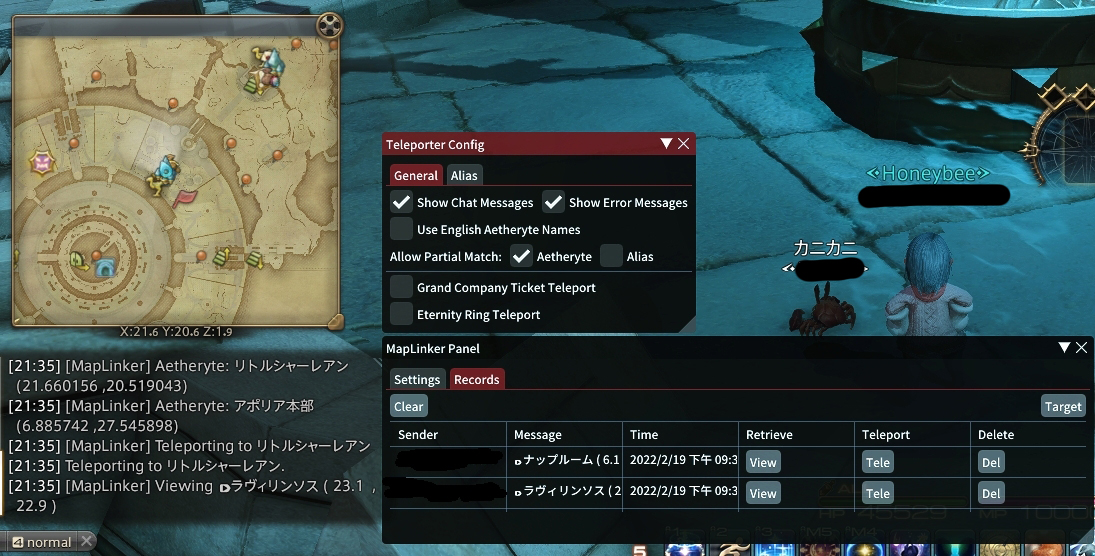 X:21.6 Y:20.6 Z:1.9
[21:35] [MapLinker] Aetheryte: リトルシャーレアン
(21.660156 ,20.519043)
[21:35] [MapLinker] Aetheryte: アポリア本部
(6.885742 ,27.545898)
[21:35] [MapLinker] Teleporting to リトルシャーレアン
[21:35] Teleporting to リトルシャーレアン.
[21:35] [MapLinker] Viewing ラヴィリンソス ( 23.1 ,
22.9 )
4 normal
Teleporter Config
General Alias
Show Chat Messages Show Error Messages
Use English Aetheryte Names
Allow Partial Match: Aetheryte Alias
Grand Company Ticket Teleport
Eternity Ring Teleport
«Honeybee»
カニカニ
MapLinker Panel
Settings Records
Clear Target
Sender Message Time Retrieve Teleport Delete
ナップルーム ( 6.1 2022/2/19 下午 09:3 View Tele Del
ラヴィリンソス ( 2 2022/2/19 下午 09:3 View Tele Del
HP 45529 MP 1000